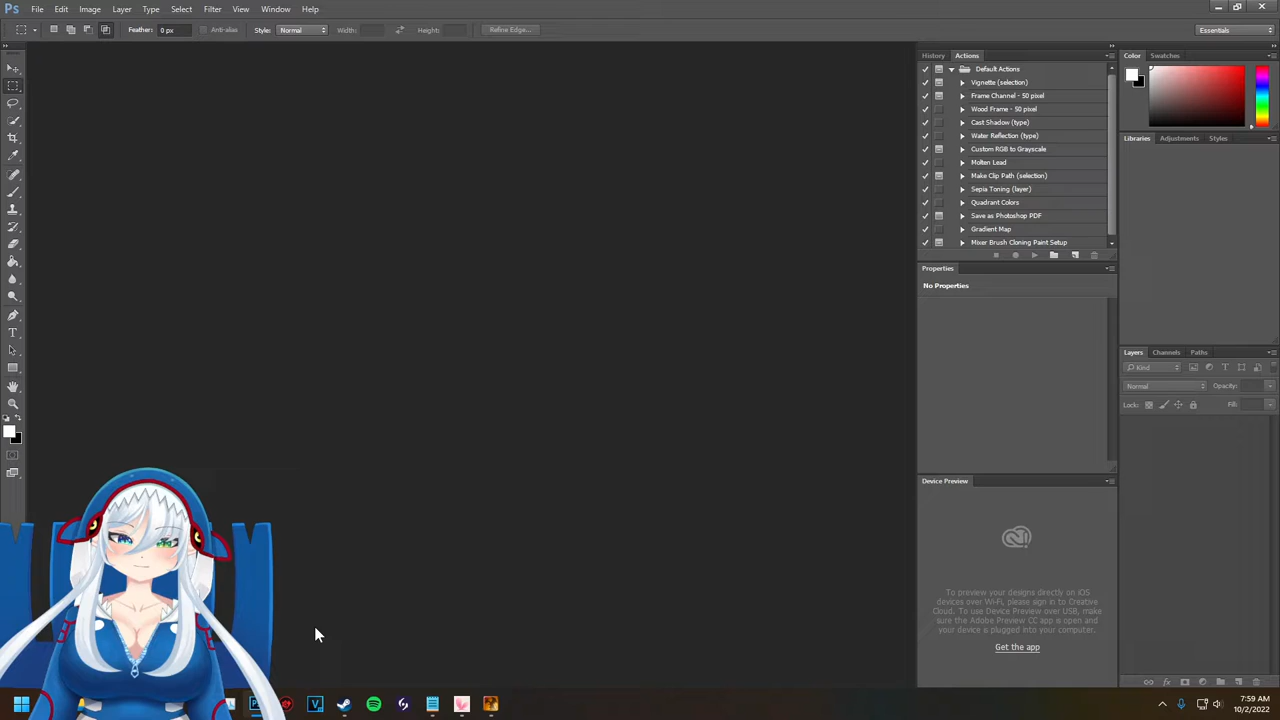 Ps File Edit Image Layer Type Select Filter View Window Help
Feather: 0 px Anti-alias Style: Normal Width: Height: Refine Edge... Essentials
History Actions
Default Actions
Vignette (selection)
Frame Channel - 50 pixel
Wood Frame - 50 pixel
Cast Shadow (type)
Water Reflection (type)
Custom RGB to Grayscale
Molten Lead
Make Clip Path (selection)
Sepia Toning (layer)
Quadrant Colors
Save as Photoshop PDF
Gradient Map
Mixer Brush Cloning Paint Setup
Properties
No Properties
Device Preview
To preview your designs directly on iOS
devices over Wi-Fi, please sign in to Creative
Cloud. To use Device Preview over USB, make
sure the Adobe Preview CC app is open and
your device is plugged into your computer.
Get the app
Color Swatches
Libraries Adjustments Styles
Layers Channels Paths
Kind
Normal Opacity:
Lock: Fill:
7:59 AM
10/2/2022